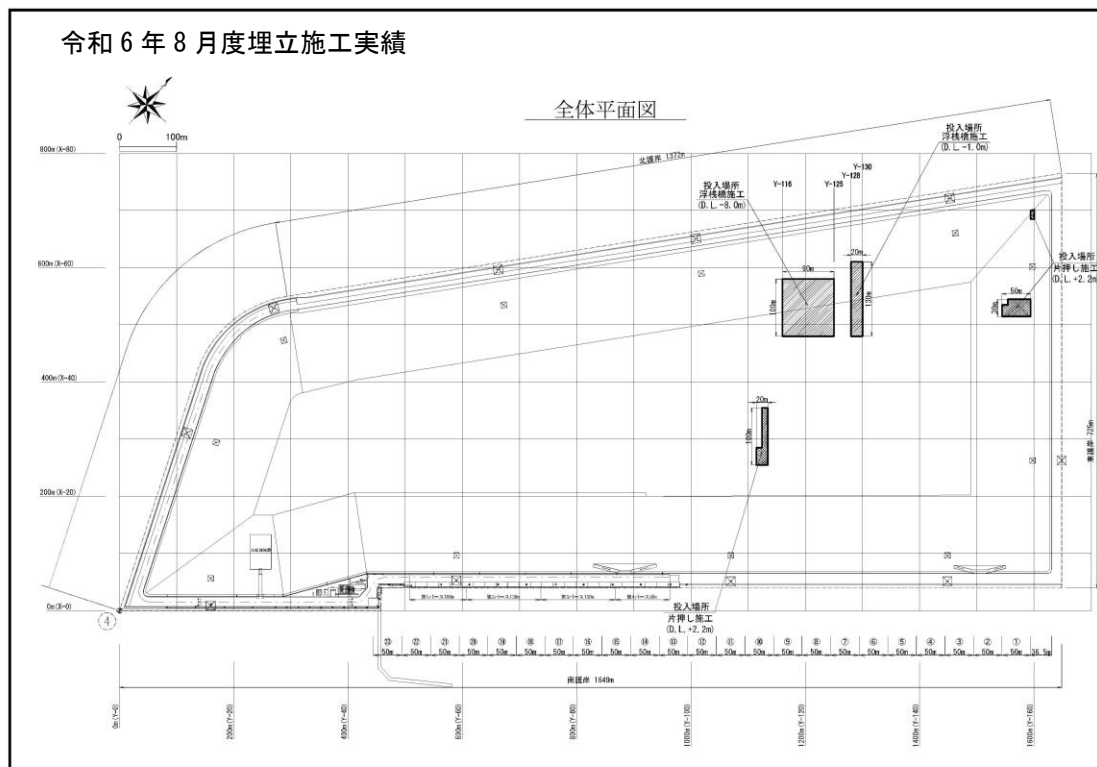 令和６年８月度埋立施工実績
全体平面図
0 100m
800m(X-80)
600m(X-60)
400m(X-40)
200m(X-20)
0m(X-0)
④
北護岸 1372m
投入場所
浮桟橋施工
(D.L.-1.0m)
Y-130
Y-128
Y-125
Y-116
投入場所
浮桟橋施工
(D.L.-8.0m)
90m
100m
20m
130m
投入場所
片押し施工
(D.L.+2.2m)
50m
30m
20m
100m
東護岸 725m
投入場所
片押し施工
(D.L.+2.2m)
㉓ ㉒ ㉑ ⑳ ⑲ ⑱ ⑰ ⑯ ⑮ ⑭ ⑬ ⑫ ⑪ ⑩ ⑨ ⑧ ⑦ ⑥ ⑤ ④ ③ ② ①
50m 50m 50m 50m 50m 50m 50m 50m 50m 50m 50m 50m 50m 50m 50m 50m 50m 50m 50m 50m 50m 50m 50m 36.5m
南護岸 1649m
0m(Y-0)
200m(Y-20)
400m(Y-40)
600m(Y-60)
800m(Y-80)
1000m(Y-100)
1200m(Y-120)
1400m(Y-140)
1600m(Y-160)